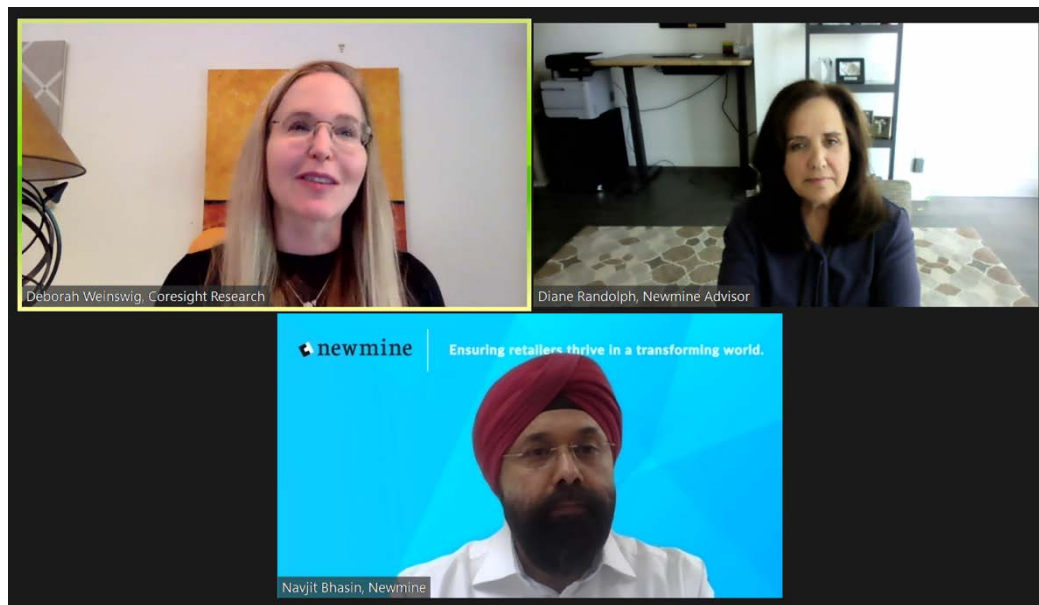 Deborah Weinswig, Coresight Research
Diane Randolph, Newmine Advisor
newmine
Ensuring retailers thrive in a transforming world.
Navjit Bhasin, Newmine